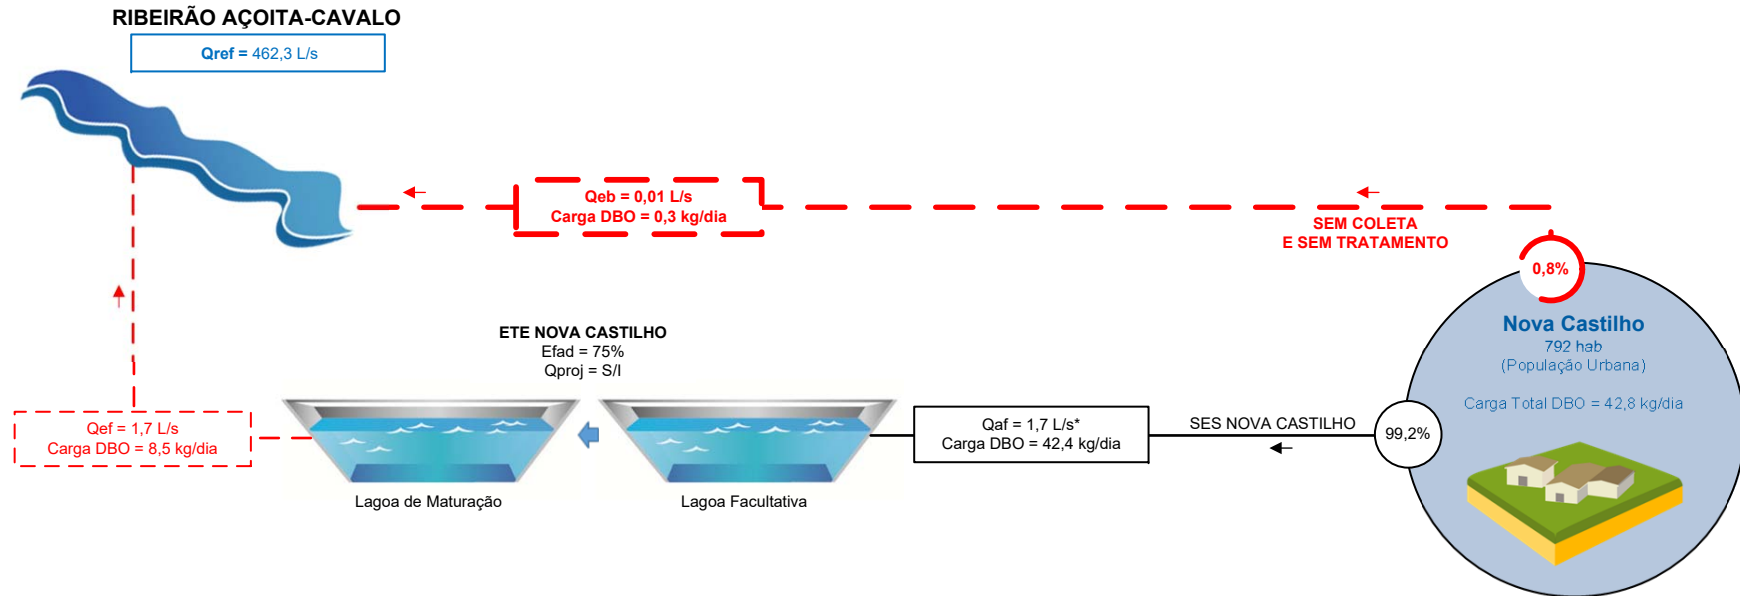 RIBEIRÃO AÇOITA-CAVALO
Qref = 462,3 L/s
Qeb = 0,01 L/s
Carga DBO = 0,3 kg/dia
SEM COLETA
E SEM TRATAMENTO
0,8%
Nova Castilho
792 hab
(População Urbana)
Carga Total DBO = 42,8 kg/dia
99,2%
SES NOVA CASTILHO
Qaf = 1,7 L/s*
Carga DBO = 42,4 kg/dia
ETE NOVA CASTILHO
Efad = 75%
Qproj = S/I
Lagoa Facultativa
Lagoa de Maturação
Qef = 1,7 L/s
Carga DBO = 8,5 kg/dia